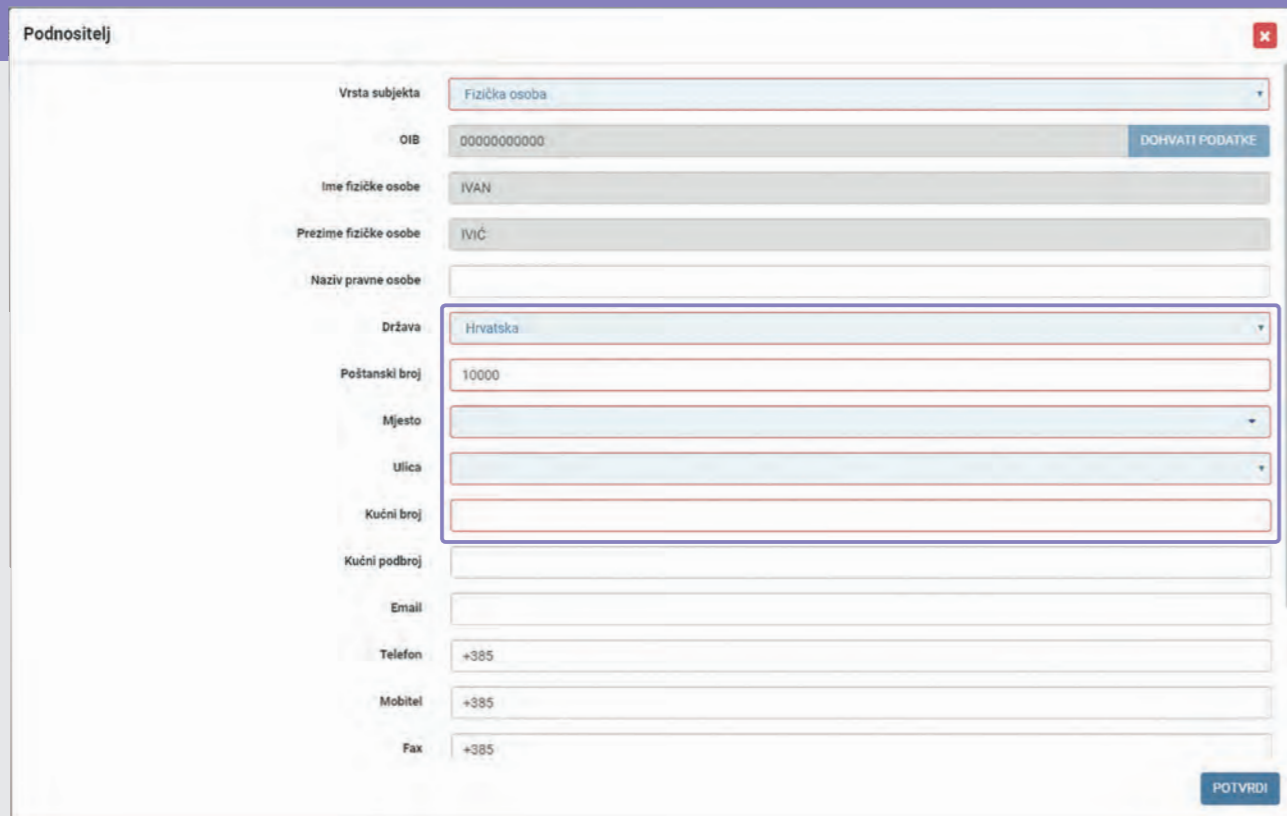 Podnositelj
Vrsta subjekta Fizička osoba
OIB 00000000000 DOHVATI PODATKE
Ime fizičke osobe IVAN
Prezime fizičke osobe IVIĆ
Naziv pravne osobe
Država Hrvatska
Poštanski broj 10000
Mjesto
Ulica
Kućni broj
Kućni podbroj
Email
Telefon +385
Mobitel +385
Fax +385
POTVRDI